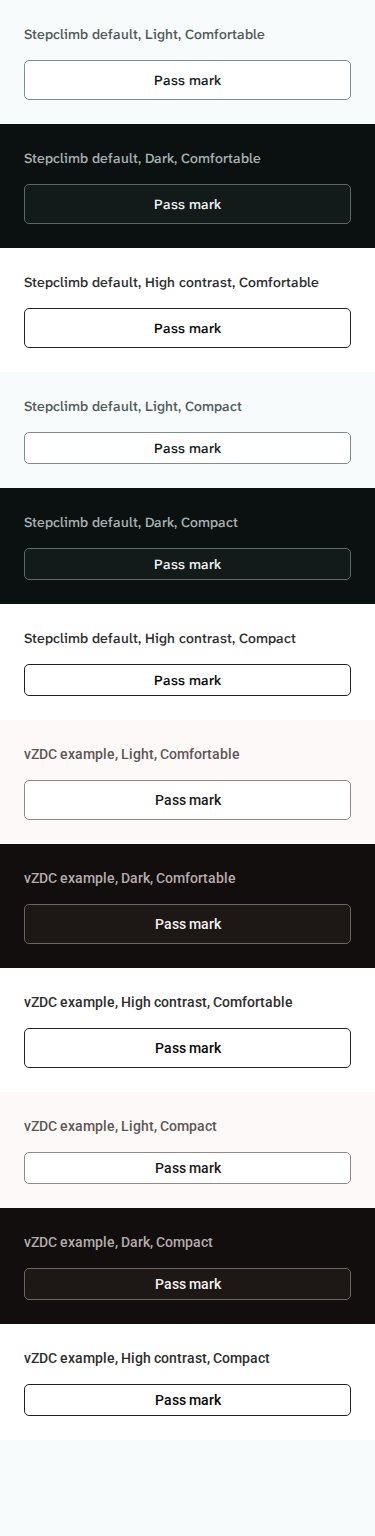 Stepclimb default, Light, Comfortable
Pass mark
Stepclimb default, Dark, Comfortable
Pass mark
Stepclimb default, High contrast, Comfortable
Pass mark
Stepclimb default, Light, Compact
Pass mark
Stepclimb default, Dark, Compact
Pass mark
Stepclimb default, High contrast, Compact
Pass mark
vZDC example, Light, Comfortable
Pass mark
vZDC example, Dark, Comfortable
Pass mark
vZDC example, High contrast, Comfortable
Pass mark
vZDC example, Light, Compact
Pass mark
vZDC example, Dark, Compact
Pass mark
vZDC example, High contrast, Compact
Pass mark